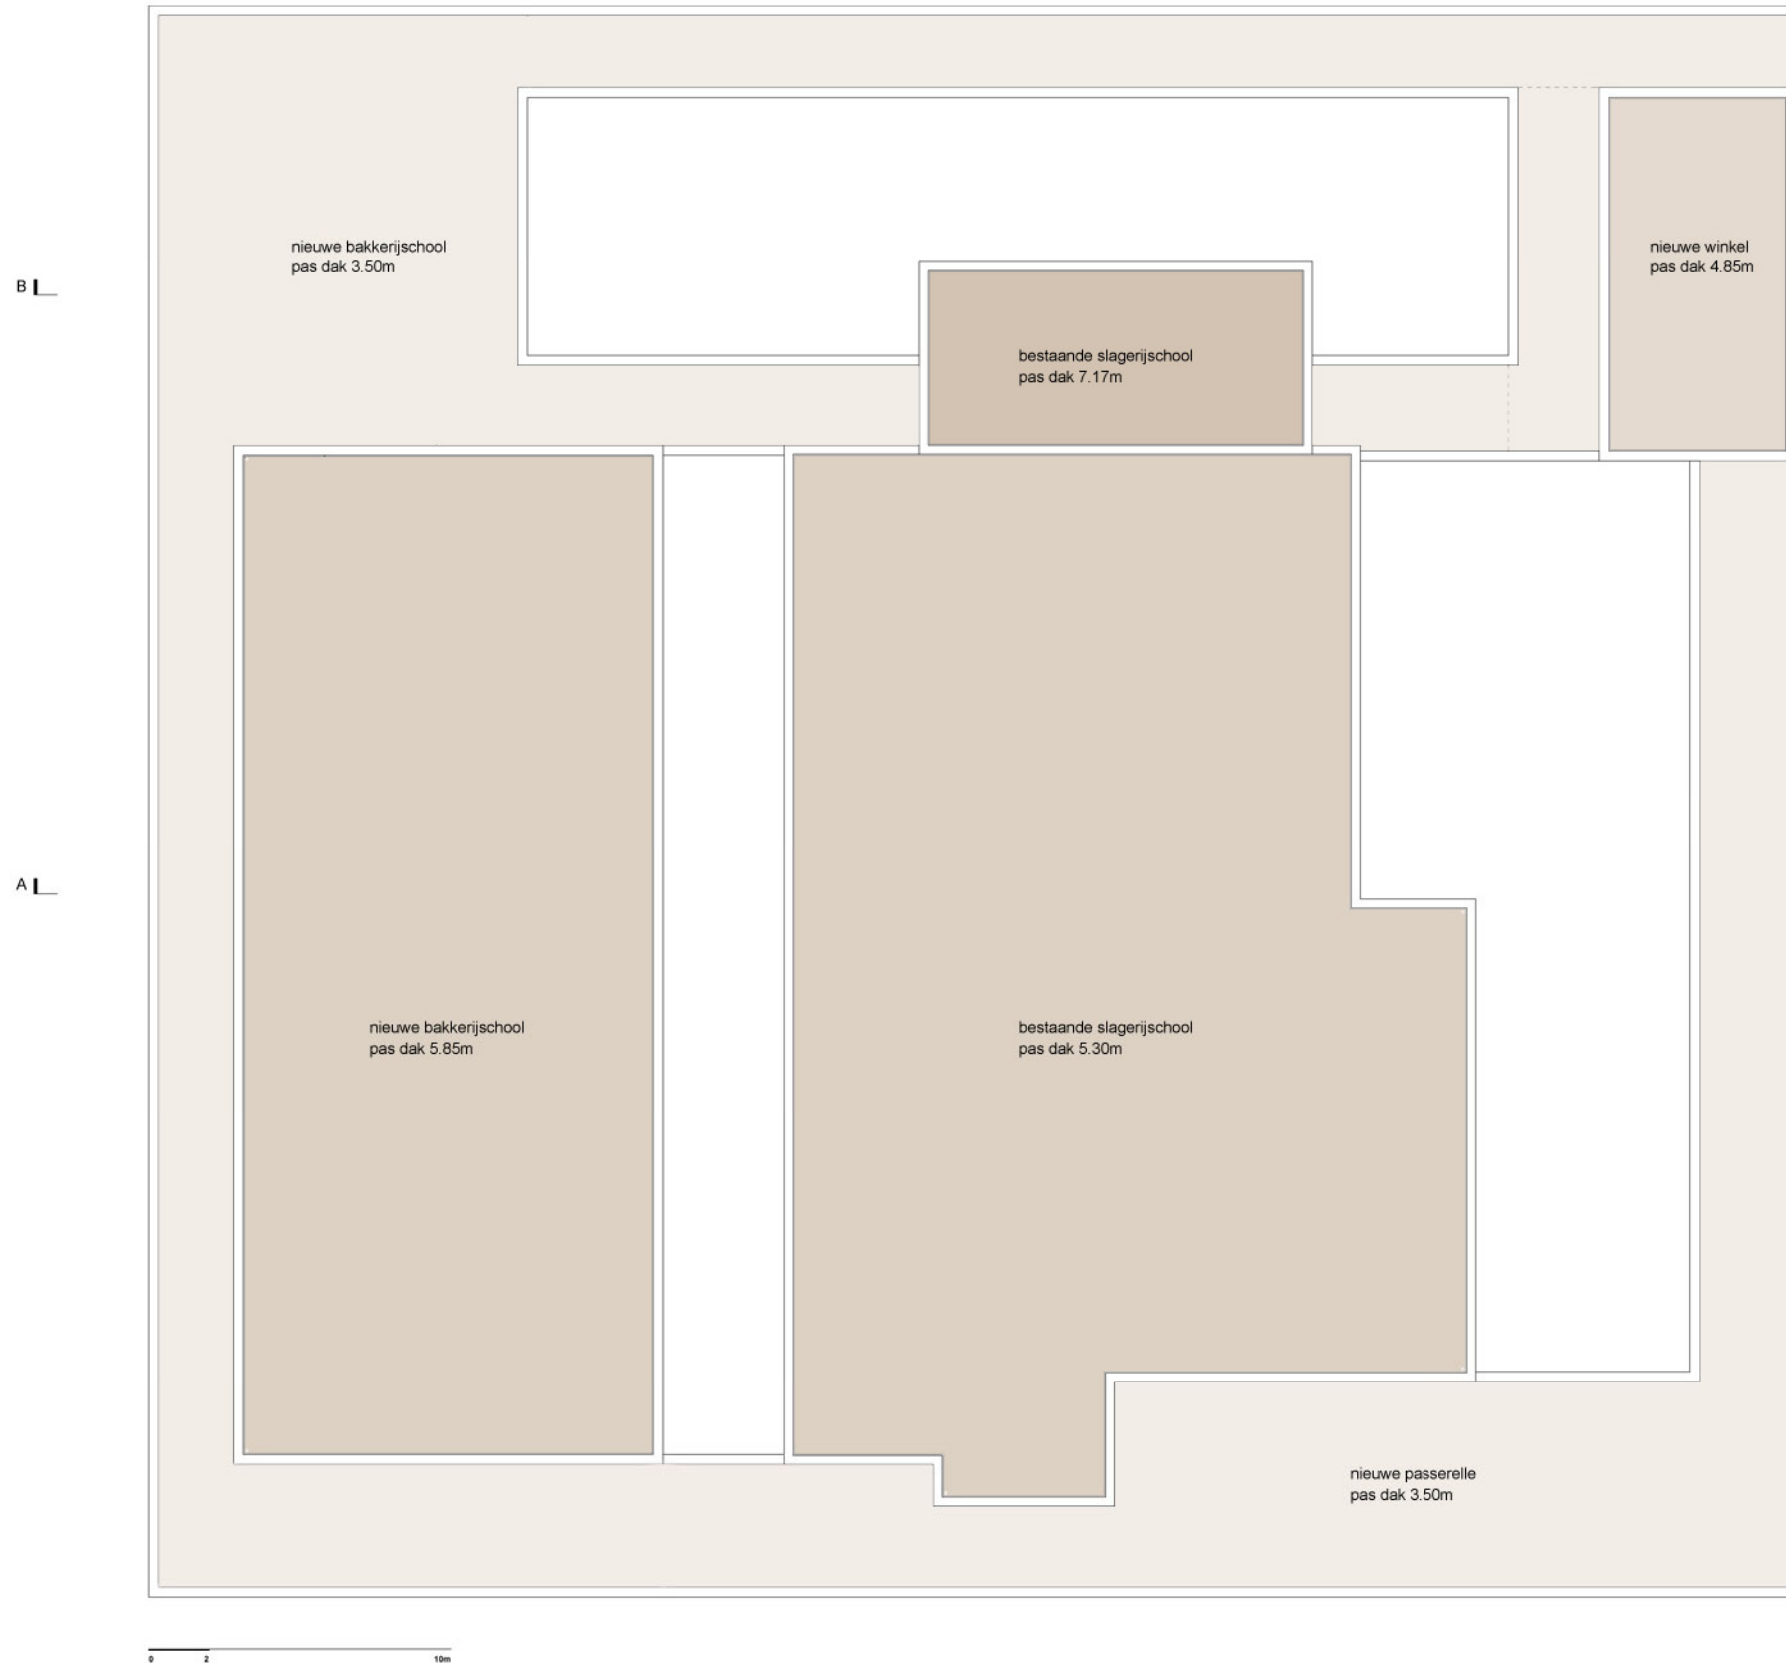 nieuwe bakkerijschool
pas dak 3.50m
nieuwe winkel
pas dak 4.85m
B
bestaande slagerijschool
pas dak 7.17m
A
nieuwe bakkerijschool
pas dak 5.85m
bestaande slagerijschool
pas dak 5.30m
nieuwe passerelle
pas dak 3.50m
0 2 10m